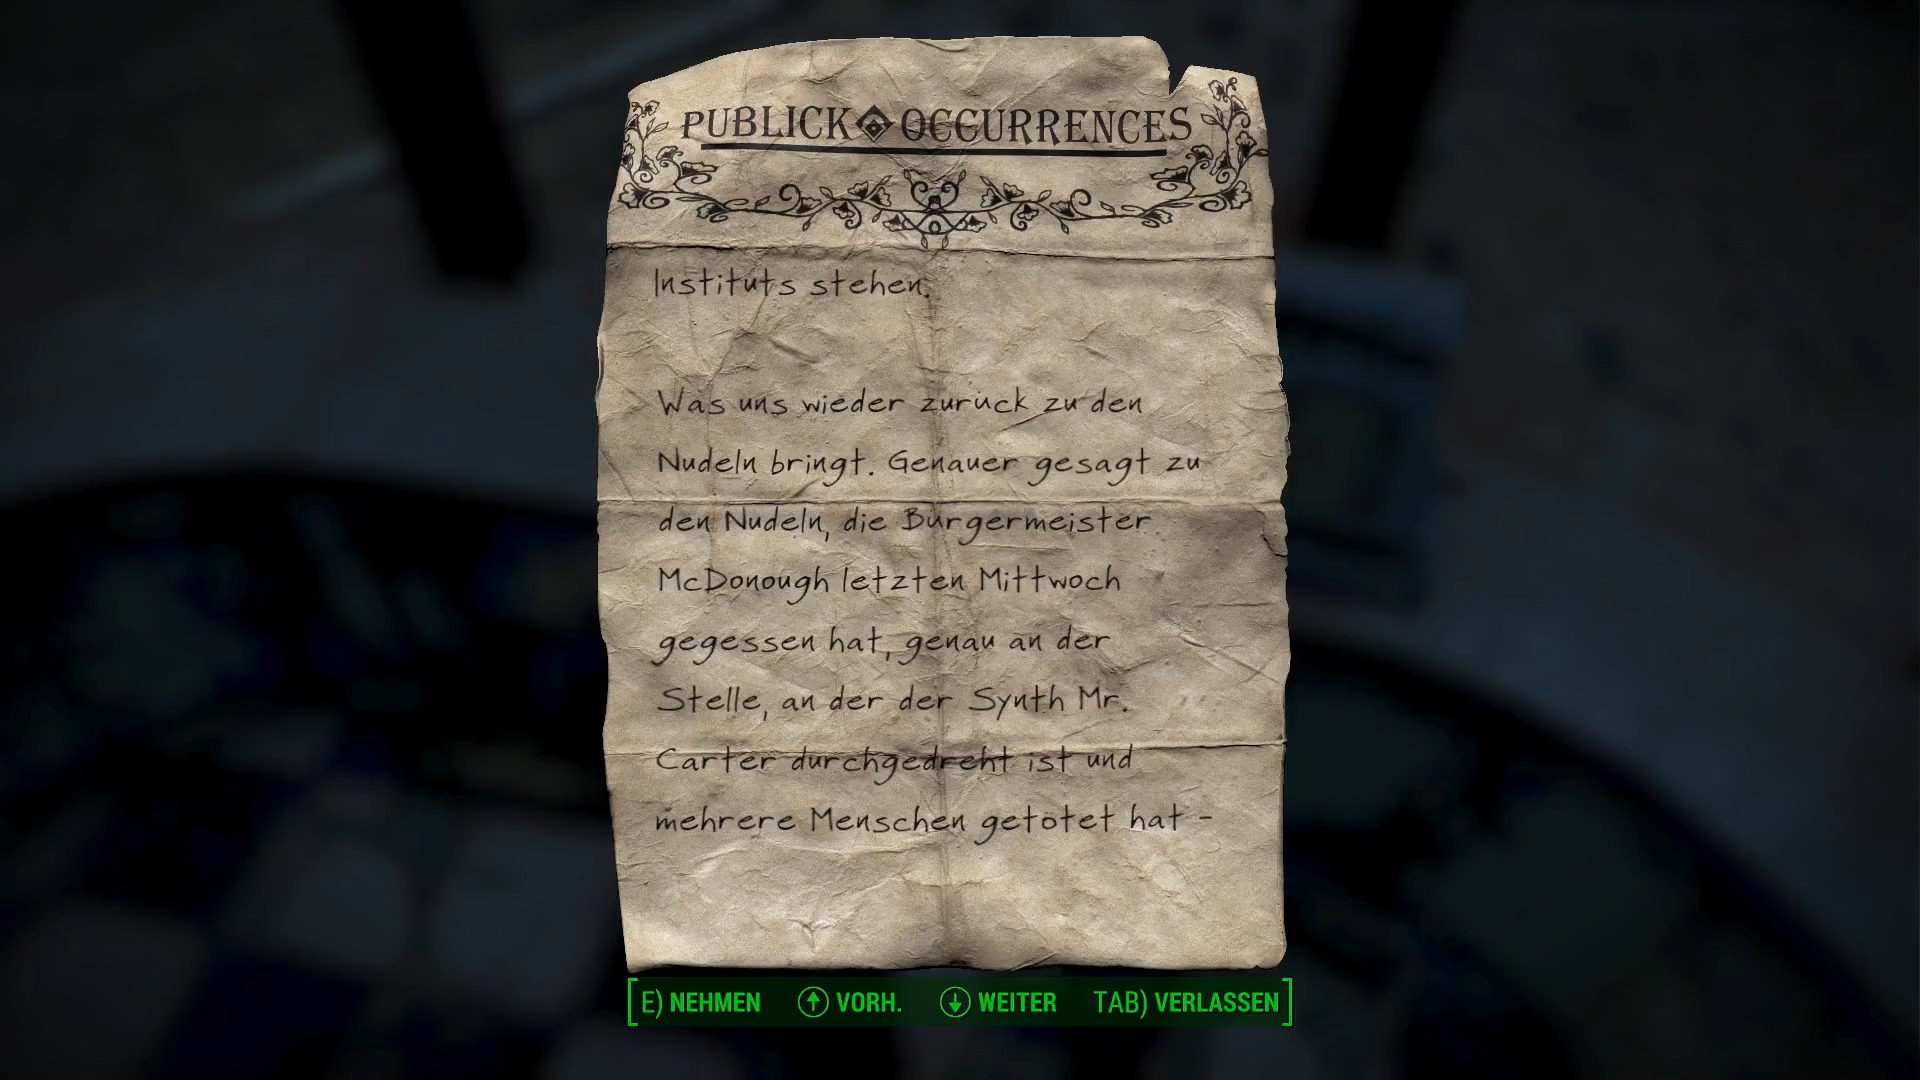 PUBLICK OCCURRENCES
Instituts stehen.
Was uns wieder zurück zu den
Nudeln bringt. Genauer gesagt zu
den Nudeln, die Bürgermeister
McDonough letzten Mittwoch
gegessen hat, genau an der
Stelle, an der der Synth Mr.
Carter durchgedreht ist und
mehrere Menschen getötet hat -
E) NEHMEN VORH. WEITER TAB) VERLASSEN